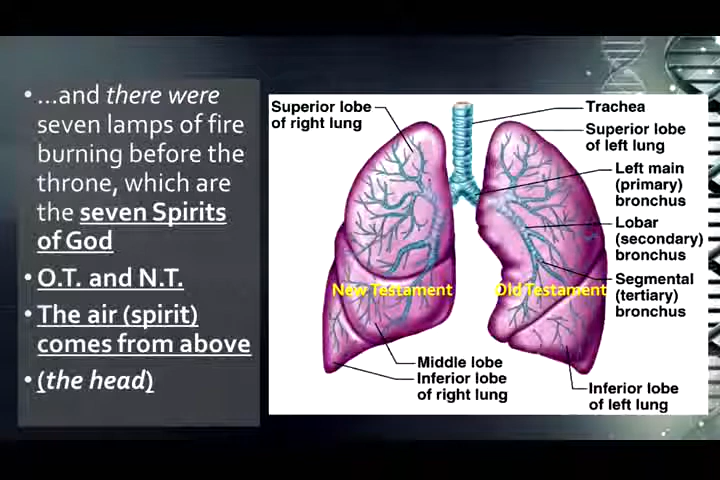 • ...and there were
seven lamps of fire
burning before the
throne, which are
the seven Spirits
of God
• O.T. and N.T.
• The air (spirit)
comes from above
• (the head)
Superior lobe
of right lung
Trachea
Superior lobe
of left lung
Left main
(primary)
bronchus
Lobar
(secondary)
bronchus
Segmental
(tertiary)
bronchus
New Testament
Old Testament
Middle lobe
Inferior lobe
of right lung
Inferior lobe
of left lung